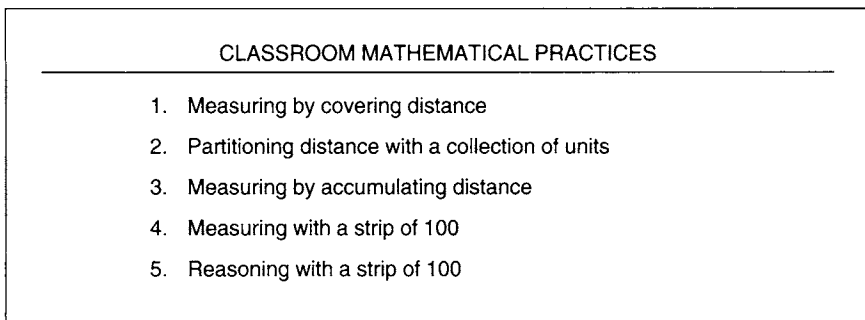 CLASSROOM MATHEMATICAL PRACTICES
1. Measuring by covering distance
2. Partitioning distance with a collection of units
3. Measuring by accumulating distance
4. Measuring with a strip of 100
5. Reasoning with a strip of 100